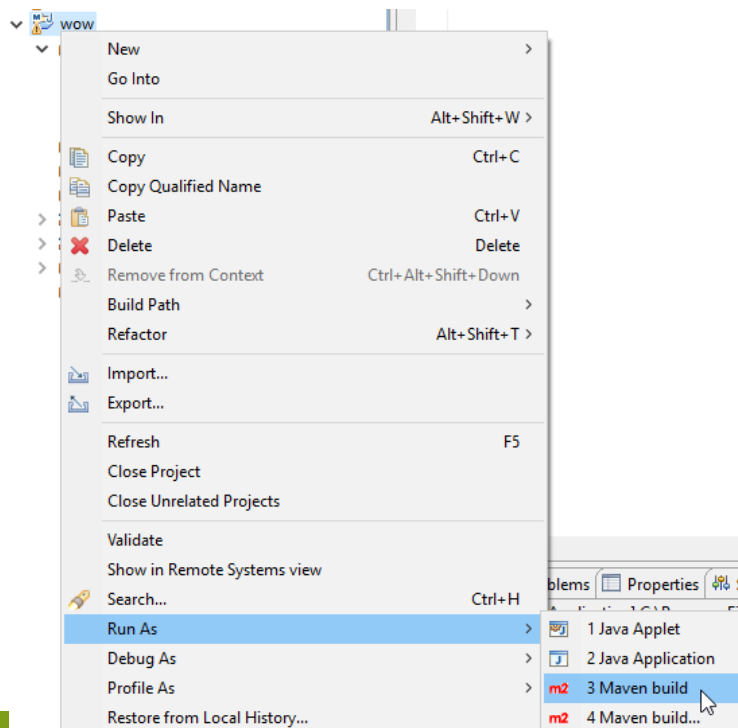 wow
New
Go Into
Show In Alt+Shift+W
Copy Ctrl+C
Copy Qualified Name
Paste Ctrl+V
Delete Delete
Remove from Context Ctrl+Alt+Shift+Down
Build Path
Refactor Alt+Shift+T
Import...
Export...
Refresh F5
Close Project
Close Unrelated Projects
Validate
Show in Remote Systems view
blems Properties
Search... Ctrl+H
Run As
1 Java Applet
Debug As
2 Java Application
Profile As
m2 3 Maven build
Restore from Local History...
m2 4 Maven build...